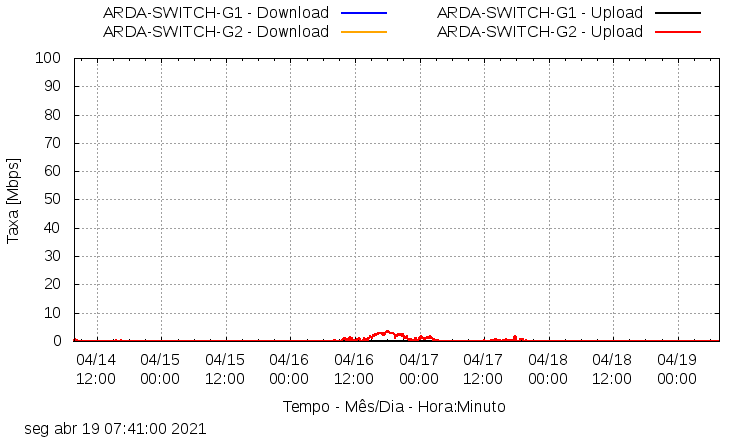 ARDA-SWITCH-G1 - Download
ARDA-SWITCH-G1 - Upload
ARDA-SWITCH-G2 - Download
ARDA-SWITCH-G2 - Upload
Taxa [Mbps]
100
90
80
70
60
50
40
30
20
10
0
04/14 04/15 04/15 04/16 04/16 04/17 04/17 04/18 04/18 04/19
12:00 00:00 12:00 00:00 12:00 00:00 12:00 00:00 12:00 00:00
Tempo - Mês/Dia - Hora:Minuto
seg abr 19 07:41:00 2021